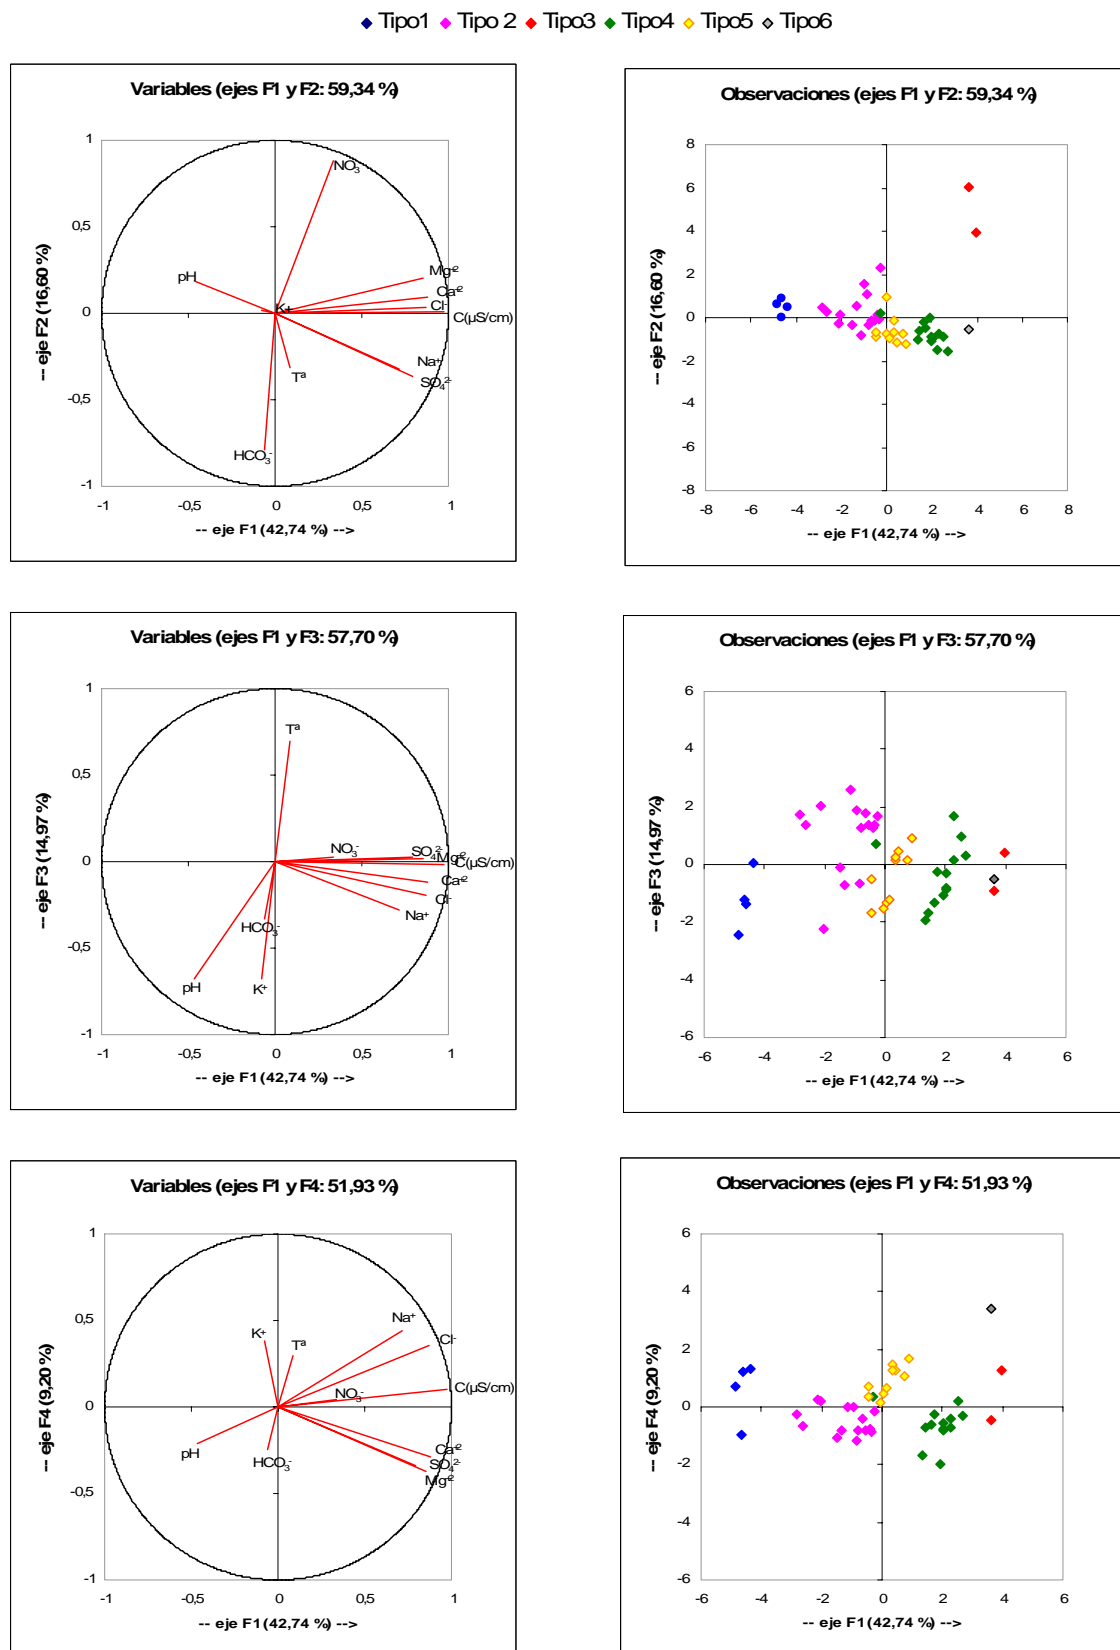 Tipo1 Tipo 2 Tipo3 Tipo4 Tipo5 Tipo6
Variables (ejes F1 y F2: 59,34 %)
1
0,5
0
-0,5
-1
-1 -0,5 0 0,5 1
-- eje F2 (16,60 %) -->
-- eje F1 (42,74 %) -->
NO₃⁻
Mg⁺²
pH
Ca⁺²
Cl⁻
K+
C(µS/cm)
Na⁺
Tª
SO₄²⁻
HCO₃⁻
Observaciones (ejes F1 y F2: 59,34 %)
8
6
4
2
0
-2
-4
-6
-8
-8 -6 -4 -2 0 2 4 6 8
-- eje F2 (16,60 %) -->
-- eje F1 (42,74 %) -->
Variables (ejes F1 y F3: 57,70 %)
1
0,5
0
-0,5
-1
-1 -0,5 0 0,5 1
-- eje F3 (14,97 %) -->
-- eje F1 (42,74 %) -->
Tª
NO₃⁻
SO₄²⁻
Mg⁺²
C(µS/cm)
Ca⁺²
Cl⁻
Na⁺
HCO₃⁻
pH
K⁺
Observaciones (ejes F1 y F3: 57,70 %)
6
4
2
0
-2
-4
-6
-6 -4 -2 0 2 4 6
-- eje F3 (14,97 %) -->
-- eje F1 (42,74 %) -->
Variables (ejes F1 y F4: 51,93 %)
1
0,5
0
-0,5
-1
-1 -0,5 0 0,5 1
-- eje F4 (9,20 %) -->
-- eje F1 (42,74 %) -->
Na⁺
K⁺
Tª
Cl⁻
NO₃⁻
C(µS/cm)
pH
HCO₃⁻
Ca⁺²
SO₄²⁻
Mg⁺²
Observaciones (ejes F1 y F4: 51,93 %)
6
4
2
0
-2
-4
-6
-6 -4 -2 0 2 4 6
-- eje F4 (9,20 %) -->
-- eje F1 (42,74 %) -->